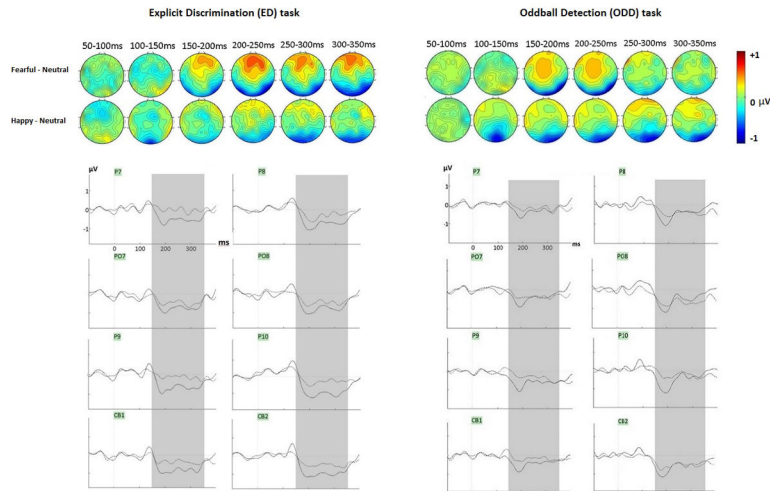 Explicit Discrimination (ED) task
Oddball Detection (ODD) task
50-100ms 100-150ms 150-200ms 200-250ms 250-300ms 300-350ms
50-100ms 100-150ms 150-200ms 200-250ms 250-300ms 300-350ms
Fearful - Neutral
Happy - Neutral
+1
0 μV
-1
μV
P7
P8
P7
P8
1
0
-1
0 100 200 300 ms
1
0
-1
0 100 200 300 ms
PO7
PO8
PO7
PO8
P9
P10
P9
P10
CB1
CB2
CB1
CB2